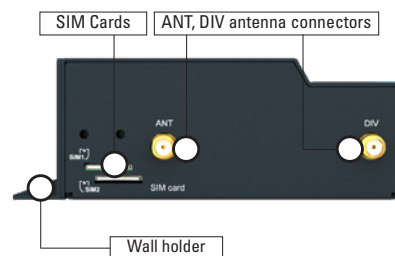 SIM Cards
ANT, DIV antenna connectors
ANT
DIV
SIM1
SIM2
SIM card
Wall holder